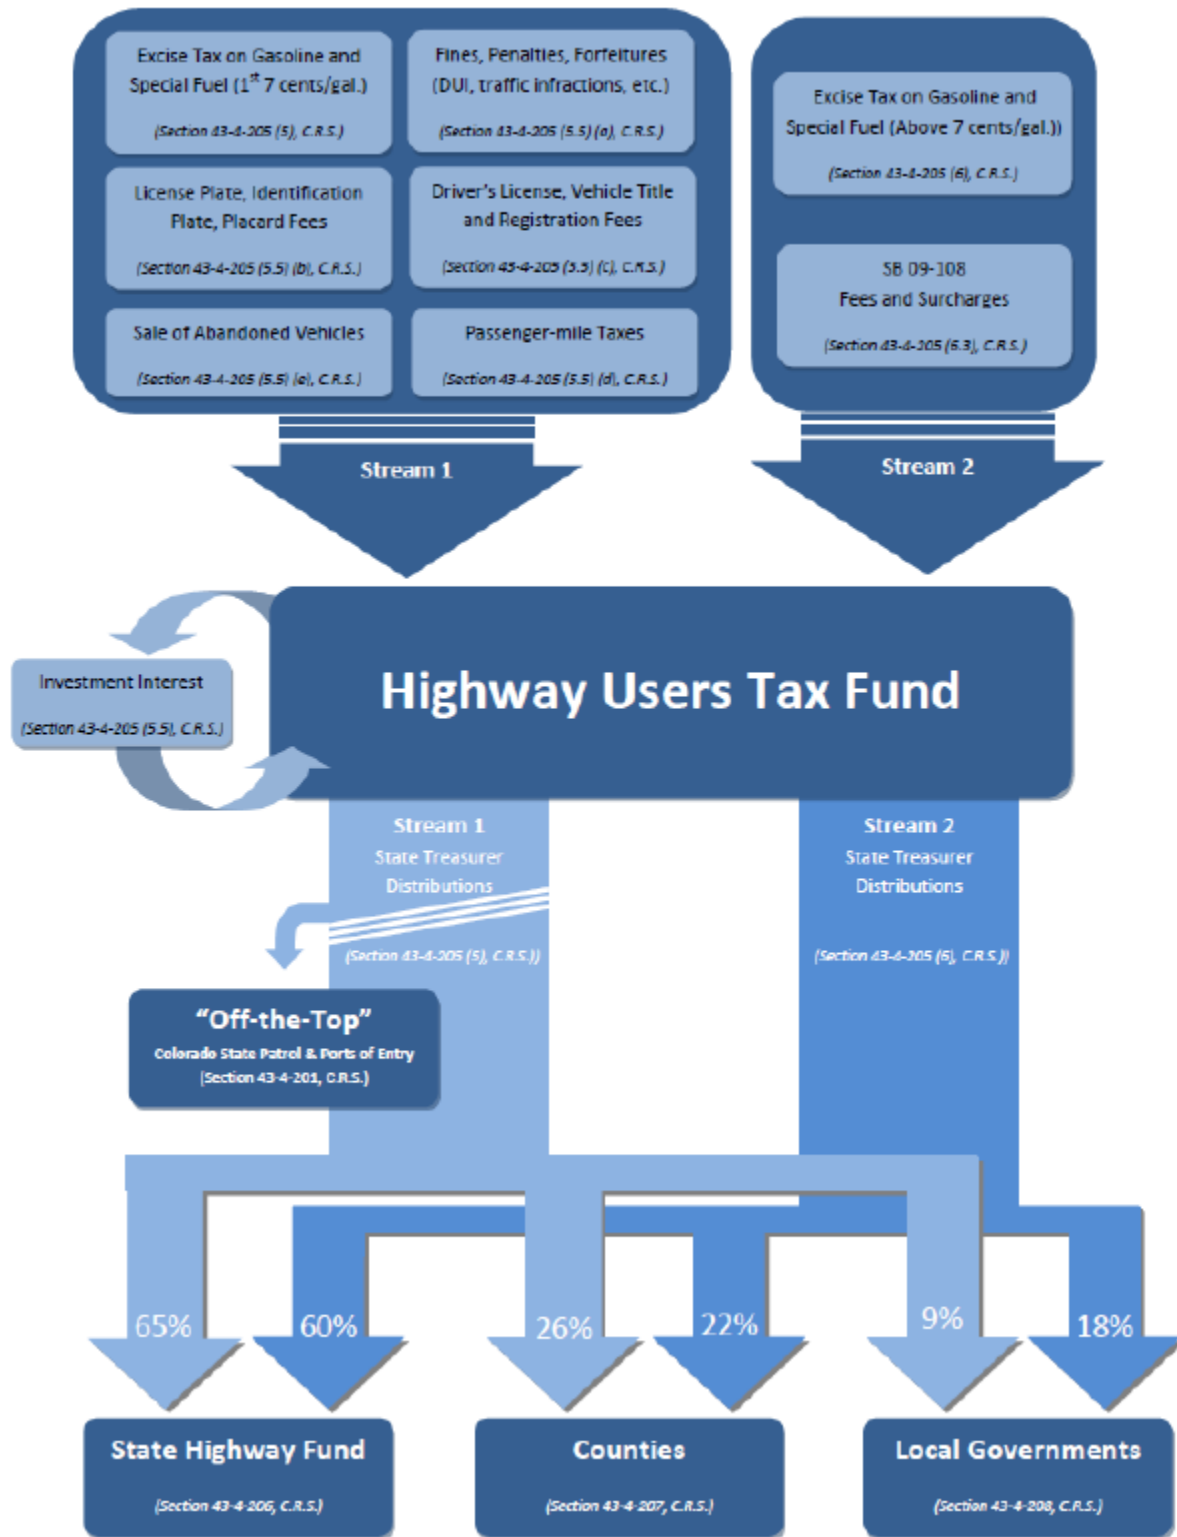 Excise Tax on Gasoline and
Special Fuel (1st 7 cents/gal.)
(Section 43-4-205 (5), C.R.S.)
Fines, Penalties, Forfeitures
(DUI, traffic infractions, etc.)
(Section 43-4-205 (5.5) (a), C.R.S.)
License Plate, Identification
Plate, Placard Fees
(Section 43-4-205 (5.5) (b), C.R.S.)
Driver's License, Vehicle Title
and Registration Fees
(Section 43-4-205 (5.5) (c), C.R.S.)
Sale of Abandoned Vehicles
(Section 43-4-205 (5.5) (e), C.R.S.)
Passenger-mile Taxes
(Section 43-4-205 (5.5) (d), C.R.S.)
Excise Tax on Gasoline and
Special Fuel (Above 7 cents/gal.))
(Section 43-4-205 (6), C.R.S.)
SB 09-108
Fees and Surcharges
(Section 43-4-205 (6.3), C.R.S.)
Stream 1
Stream 2
Highway Users Tax Fund
Investment Interest
(Section 43-4-205 (5.5), C.R.S.)
Stream 1
State Treasurer
Distributions
(Section 43-4-205 (5), C.R.S.))
Stream 2
State Treasurer
Distributions
(Section 43-4-205 (6), C.R.S.))
"Off-the-Top"
Colorado State Patrol & Ports of Entry
(Section 43-4-201, C.R.S.)
65%
60%
26%
22%
9%
18%
State Highway Fund
(Section 43-4-206, C.R.S.)
Counties
(Section 43-4-207, C.R.S.)
Local Governments
(Section 43-4-208, C.R.S.)